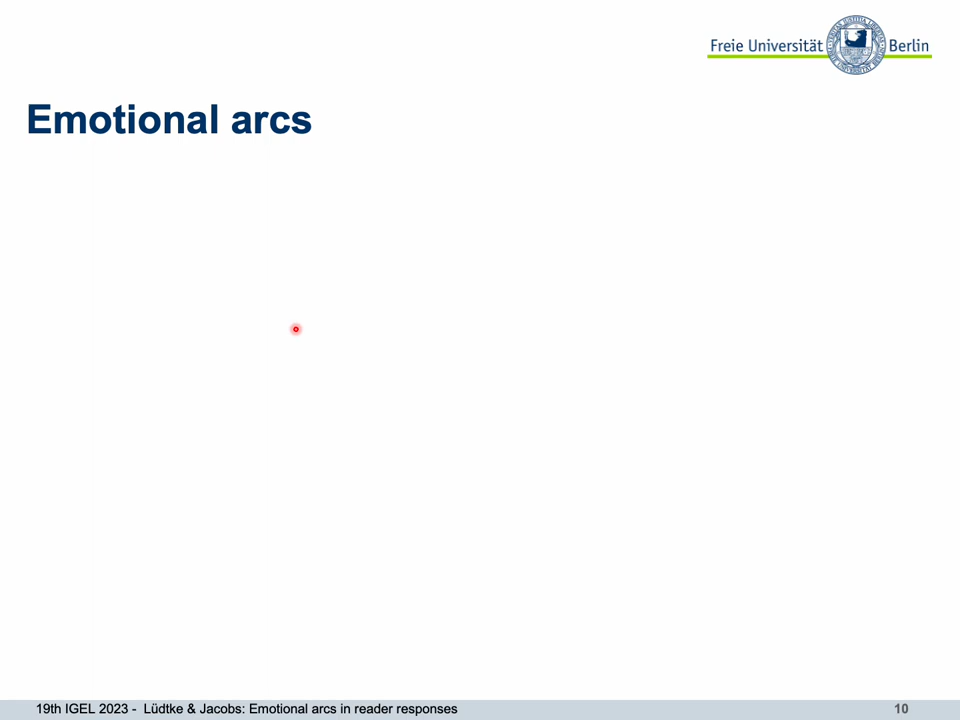 Freie Universität Berlin
Emotional arcs
19th IGEL 2023 - Lüdtke & Jacobs: Emotional arcs in reader responses
10